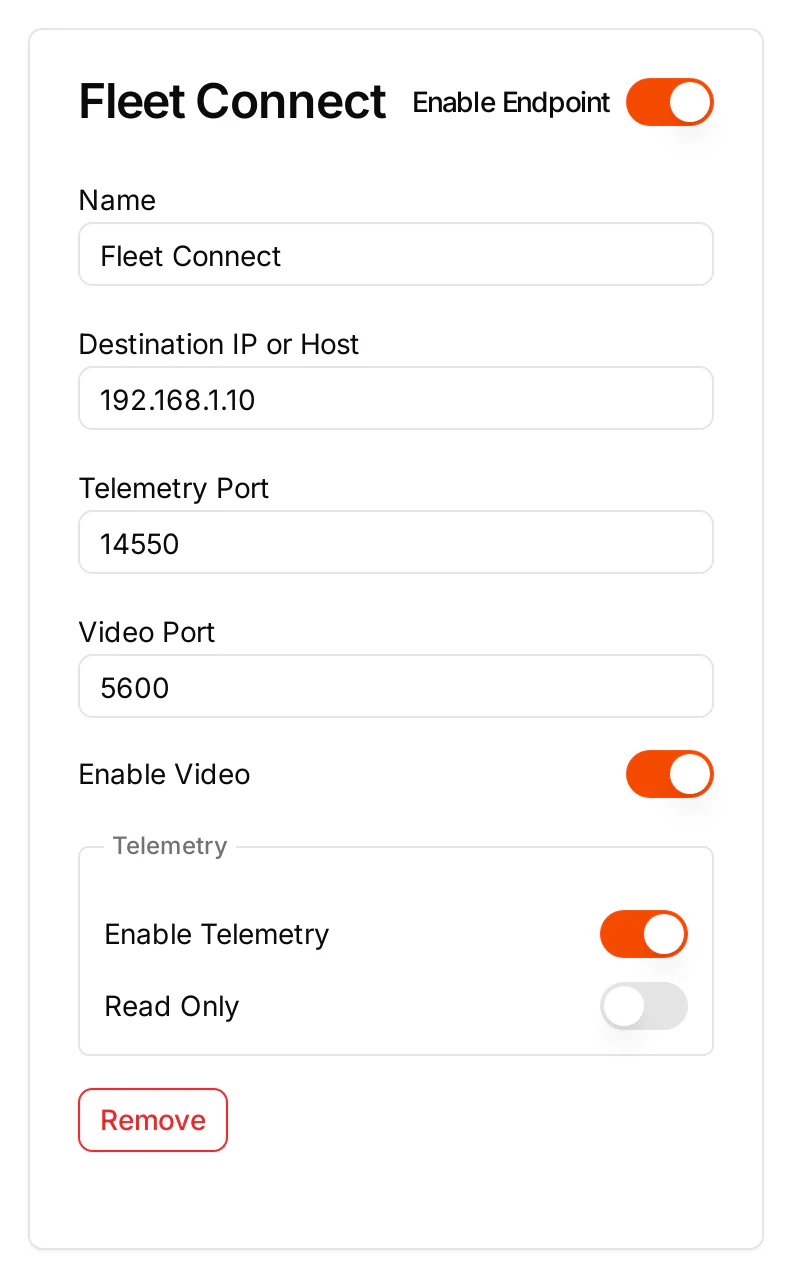 Fleet Connect Enable Endpoint
Name
Fleet Connect
Destination IP or Host
192.168.1.10
Telemetry Port
14550
Video Port
5600
Enable Video
Telemetry
Enable Telemetry
Read Only
Remove